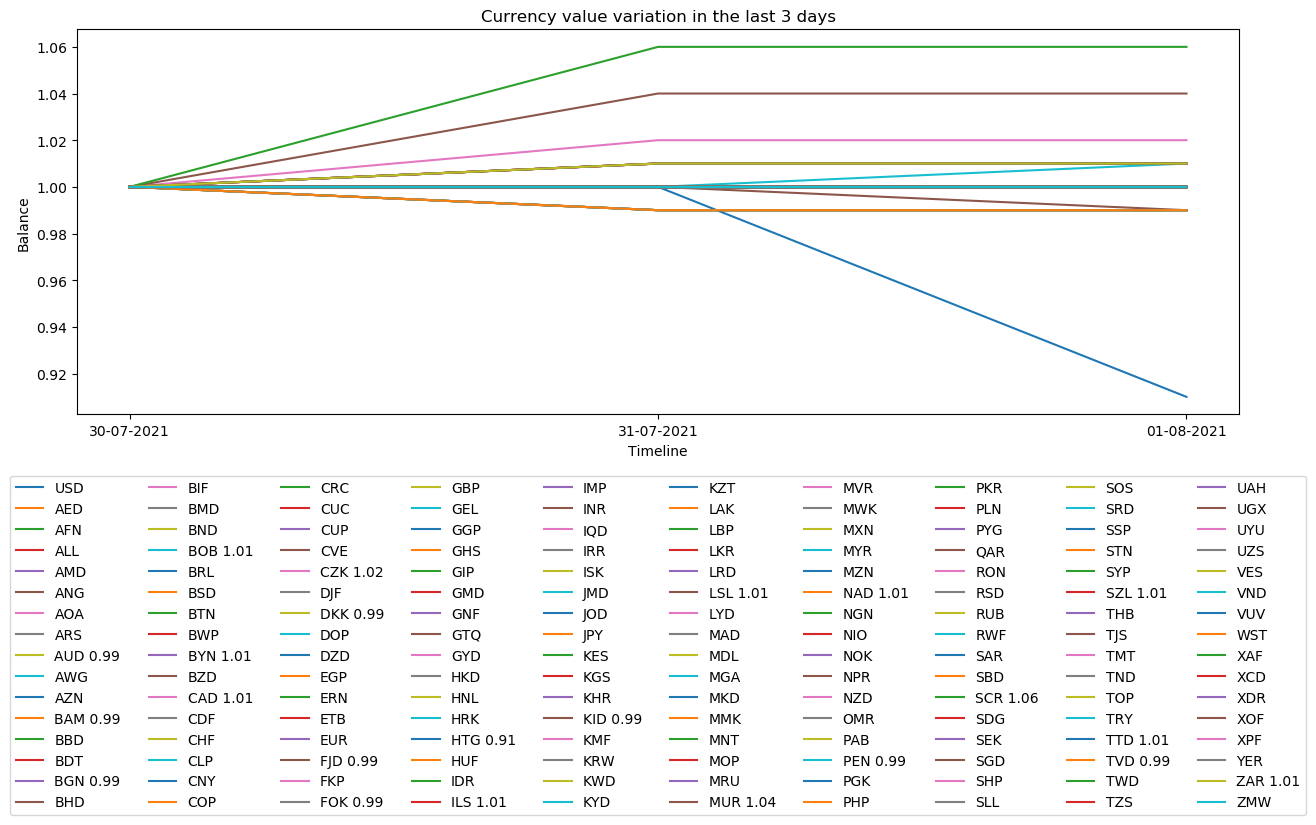 Currency value variation in the last 3 days
1.06
1.04
1.02
1.00
0.98
0.96
0.94
0.92
Balance
30-07-2021 31-07-2021 01-08-2021
Timeline
USD BIF CRC GBP IMP KZT MVR PKR SOS UAH
AED BMD CUC GEL INR LAK MWK PLN SRD UGX
AFN BND CUP GGP IQD LBP MXN PYG SSP UYU
ALL BOB 1.01 CVE GHS IRR LKR MYR QAR STN UZS
AMD BRL CZK 1.02 GIP ISK LRD MZN RON SYP VES
ANG BSD DJF GMD JMD LSL 1.01 NAD 1.01 RSD SZL 1.01 VND
AOA BTN DKK 0.99 GNF JOD LYD NGN RUB THB VUV
ARS BWP DOP GTQ JPY MAD NIO RWF TJS WST
AUD 0.99 BYN 1.01 DZD GYD KES MDL NOK SAR TMT XAF
AWG BZD EGP HKD KGS MGA NPR SBD TND XCD
AZN CAD 1.01 ERN HNL KHR MKD NZD SCR 1.06 TOP XDR
BAM 0.99 CDF ETB HRK KID 0.99 MMK OMR SDG TRY XOF
BBD CHF EUR HTG 0.91 KMF MNT PAB SEK TTD 1.01 XPF
BDT CLP FJD 0.99 HUF KRW MOP PEN 0.99 SGD TVD 0.99 YER
BGN 0.99 CNY FKP IDR KWD MRU PGK SHP TWD ZAR 1.01
BHD COP FOK 0.99 ILS 1.01 KYD MUR 1.04 PHP SLL TZS ZMW